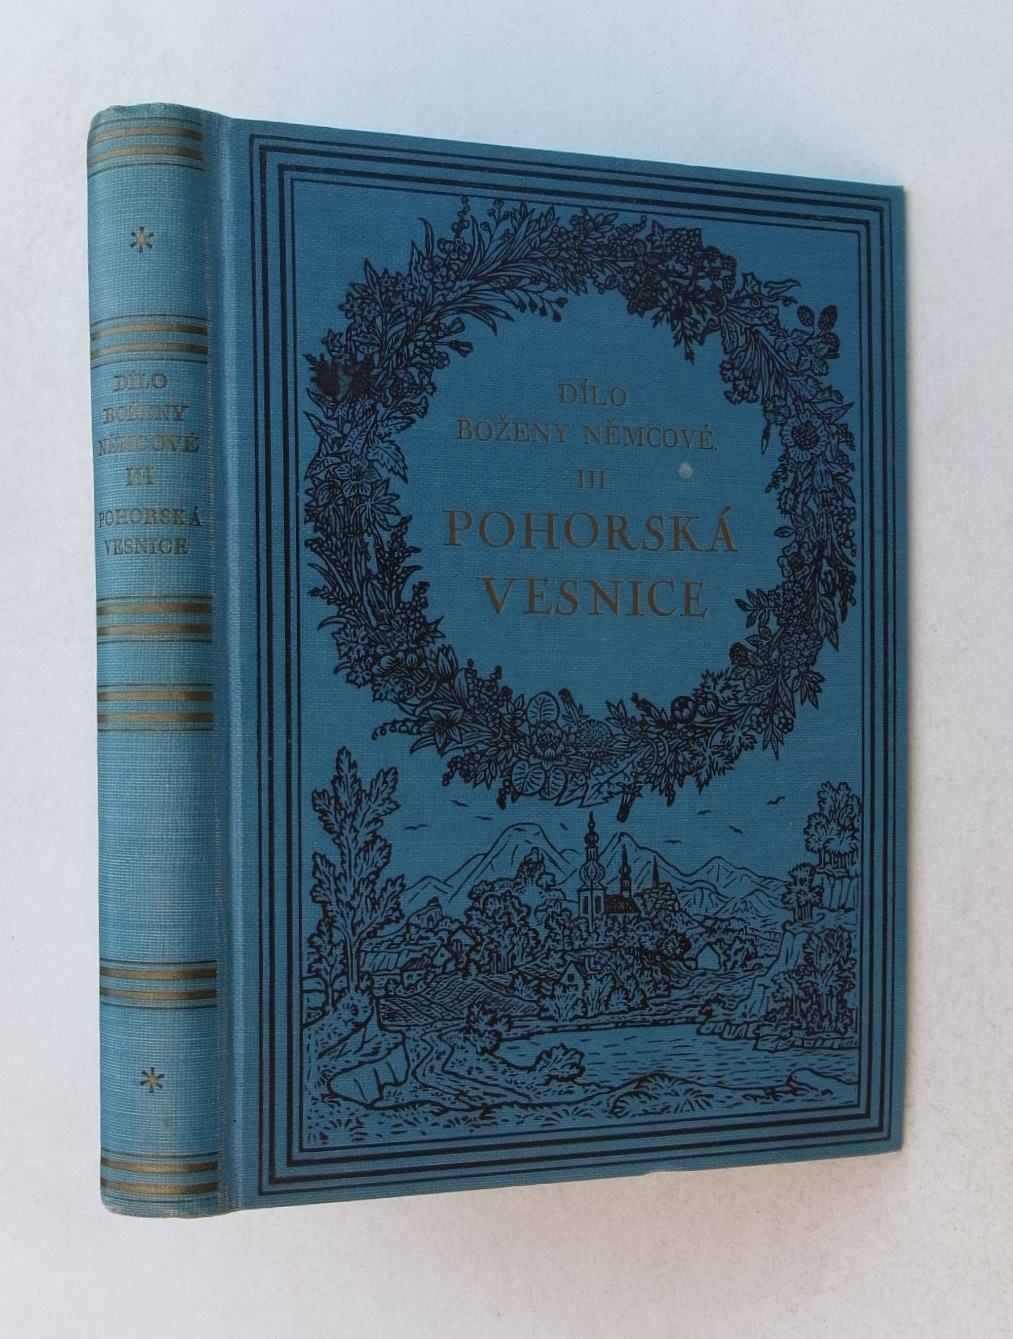 DÍLO
BOŽENY
NĚMCOVÉ
III
POHORSKÁ
VESNICE
DÍLO
BOŽENY NĚMCOVÉ.
III
POHORSKÁ
VESNICE